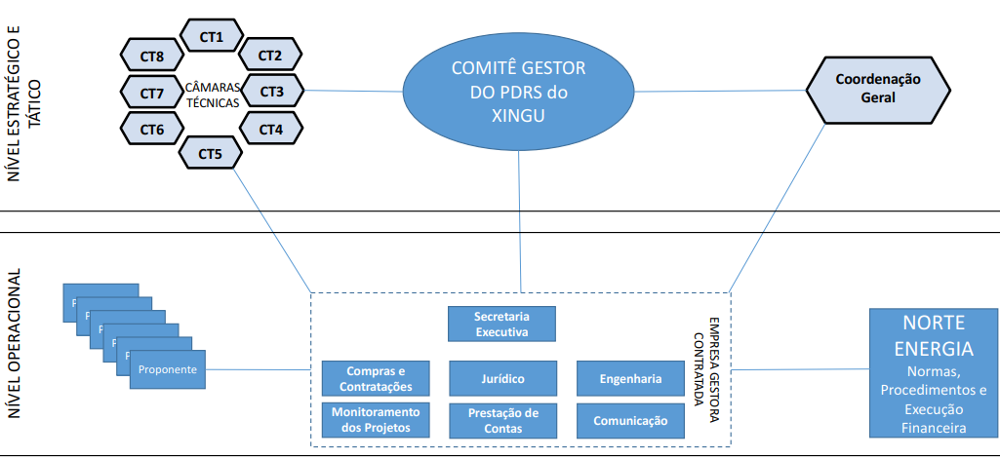 NÍVEL ESTRATÉGICO E
TÁTICO
CT1
CT2
CT3
CT4
CT5
CT6
CT7
CT8
CÂMARAS
TÉCNICAS
COMITÊ GESTOR
DO PDRS do
XINGU
Coordenação
Geral
NÍVEL OPERACIONAL
P
P
P
P
P
Proponente
Secretaria
Executiva
Compras e
Contratações
Jurídico
Engenharia
Monitoramento
dos Projetos
Prestação de
Contas
Comunicação
EMPRESA GESTORA
CONTRATADA
NORTE
ENERGIA
Normas,
Procedimentos e
Execução
Financeira